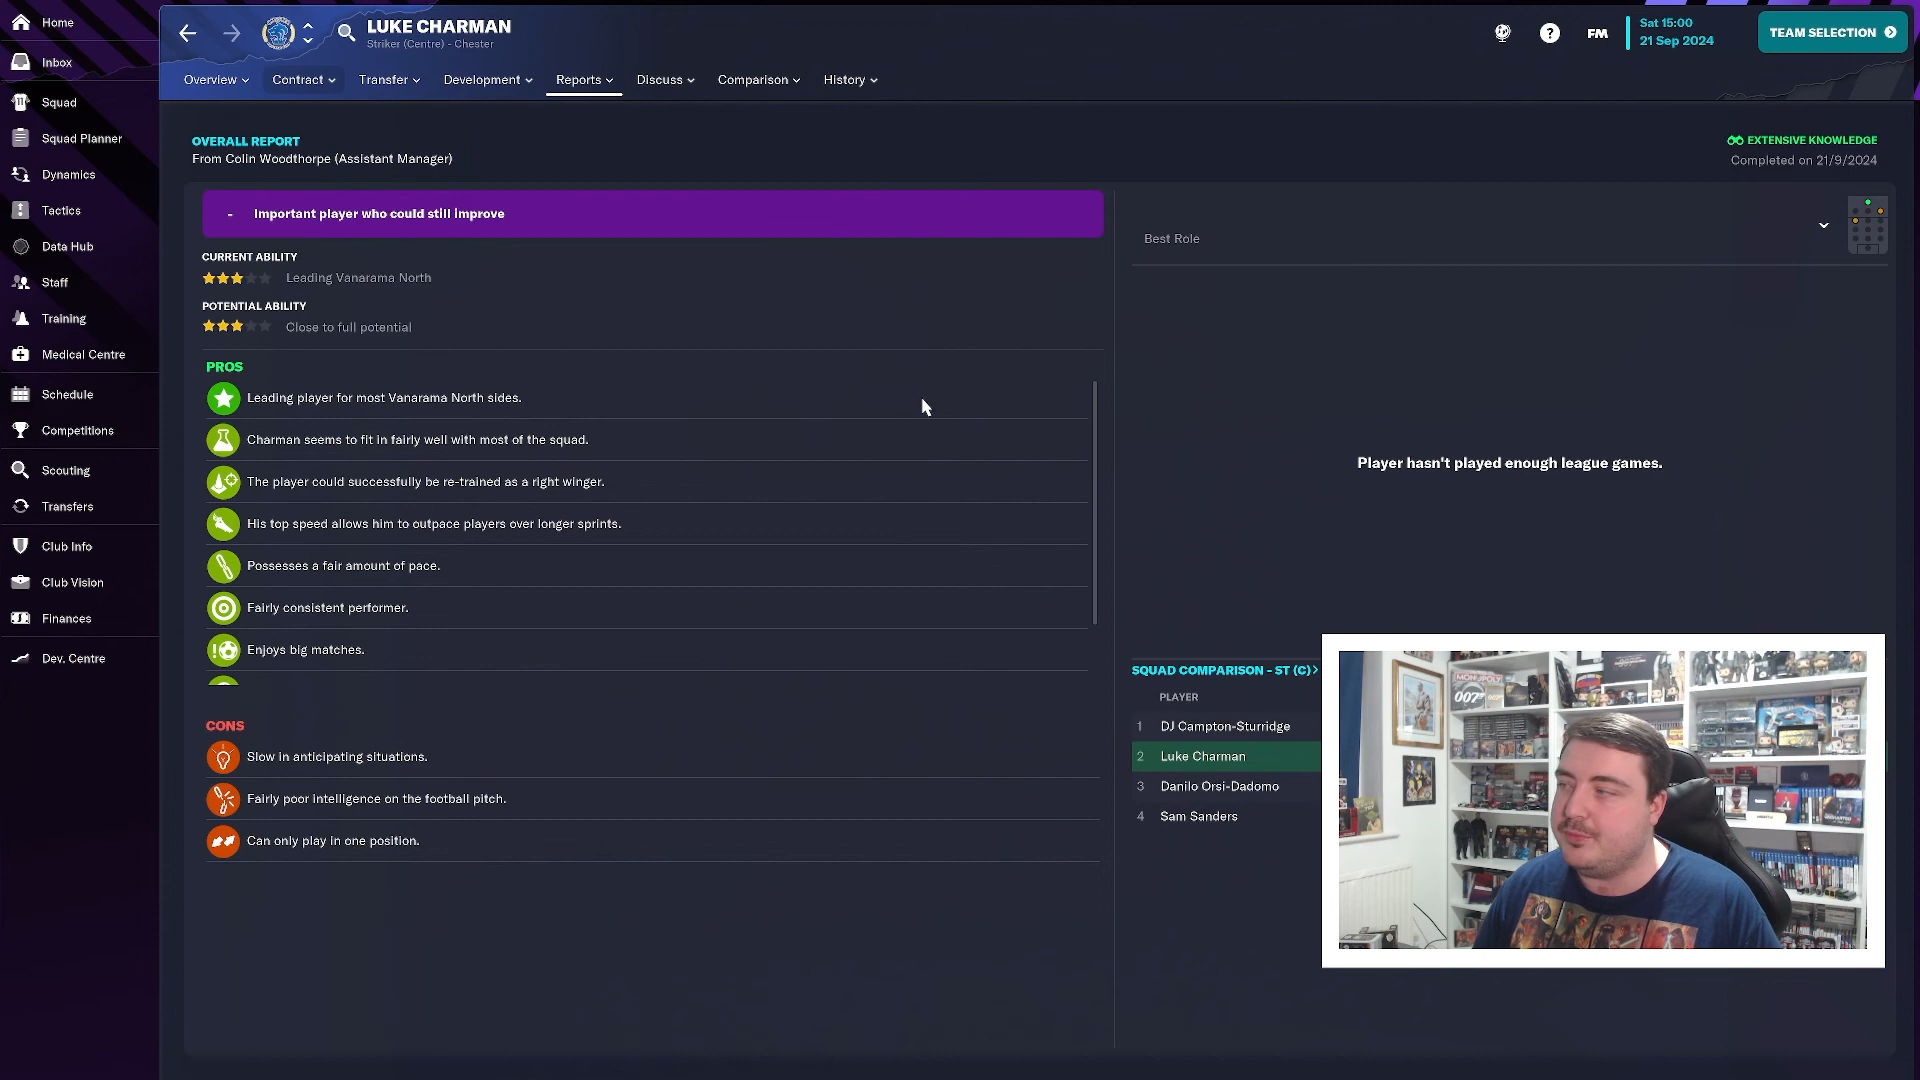 Home
Inbox
Squad
Squad Planner
Dynamics
Tactics
Data Hub
Staff
Training
Medical Centre
Schedule
Competitions
Scouting
Transfers
Club Info
Club Vision
Finances
Dev. Centre
LUKE CHARMAN
Striker (Centre) - Chester
FM
Sat 15:00
21 Sep 2024
TEAM SELECTION
Overview
Contract
Transfer
Development
Reports
Discuss
Comparison
History
OVERALL REPORT
From Colin Woodthorpe (Assistant Manager)
EXTENSIVE KNOWLEDGE
Completed on 21/9/2024
- Important player who could still improve
CURRENT ABILITY
Leading Vanarama North
POTENTIAL ABILITY
Close to full potential
PROS
Leading player for most Vanarama North sides.
Charman seems to fit in fairly well with most of the squad.
The player could successfully be re-trained as a right winger.
His top speed allows him to outpace players over longer sprints.
Possesses a fair amount of pace.
Fairly consistent performer.
Enjoys big matches.
CONS
Slow in anticipating situations.
Fairly poor intelligence on the football pitch.
Can only play in one position.
Best Role
Player hasn't played enough league games.
SQUAD COMPARISON - ST (C)>
PLAYER
1 DJ Campton-Sturridge
2 Luke Charman
3 Danilo Orsi-Dadomo
4 Sam Sanders
MONOPOLY
007